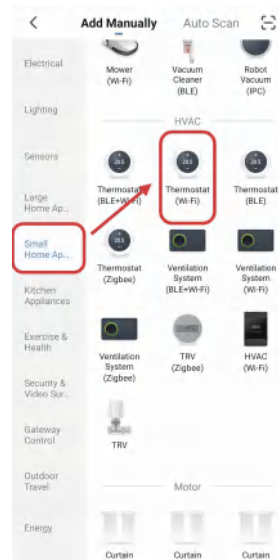 Add Manually Auto Scan
Electrical
Lighting
Sensors
Large
Home Ap...
Small
Home Ap...
Kitchen
Appliances
Exercise &
Health
Security &
Video Sur...
Gateway
Control
Outdoor
Travel
Energy
Mower
(Wi-Fi)
Vacuum
Cleaner
(BLE)
Robot
Vacuum
(IPC)
HVAC
Thermostat
(BLE+Wi-Fi)
Thermostat
(Wi-Fi)
Thermostat
(BLE)
Thermostat
(Zigbee)
Ventilation
System
(BLE+Wi-Fi)
Ventilation
System
(Wi-Fi)
Ventilation
System
(Zigbee)
TRV
(Zigbee)
HVAC
(Wi-Fi)
TRV
Motor
Curtain
Curtain
Curtain